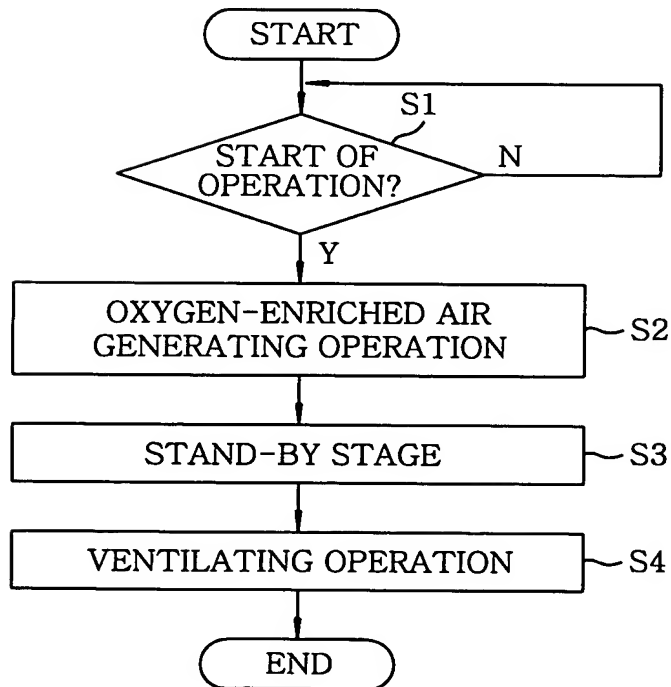 START
S1
START OF
OPERATION?
N
Y
OXYGEN-ENRICHED AIR
GENERATING OPERATION
S2
STAND-BY STAGE
S3
VENTILATING OPERATION
S4
END